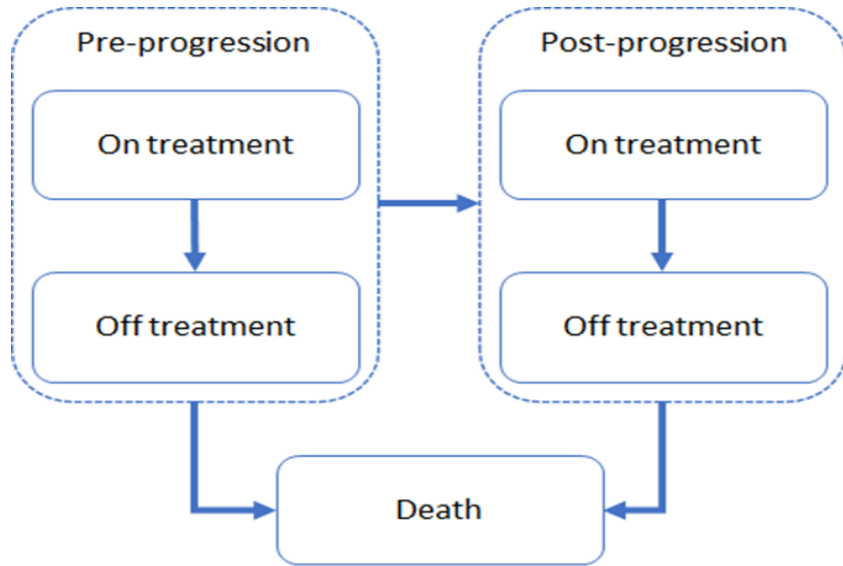 Pre-progression
Post-progression
On treatment
On treatment
Off treatment
Off treatment
Death